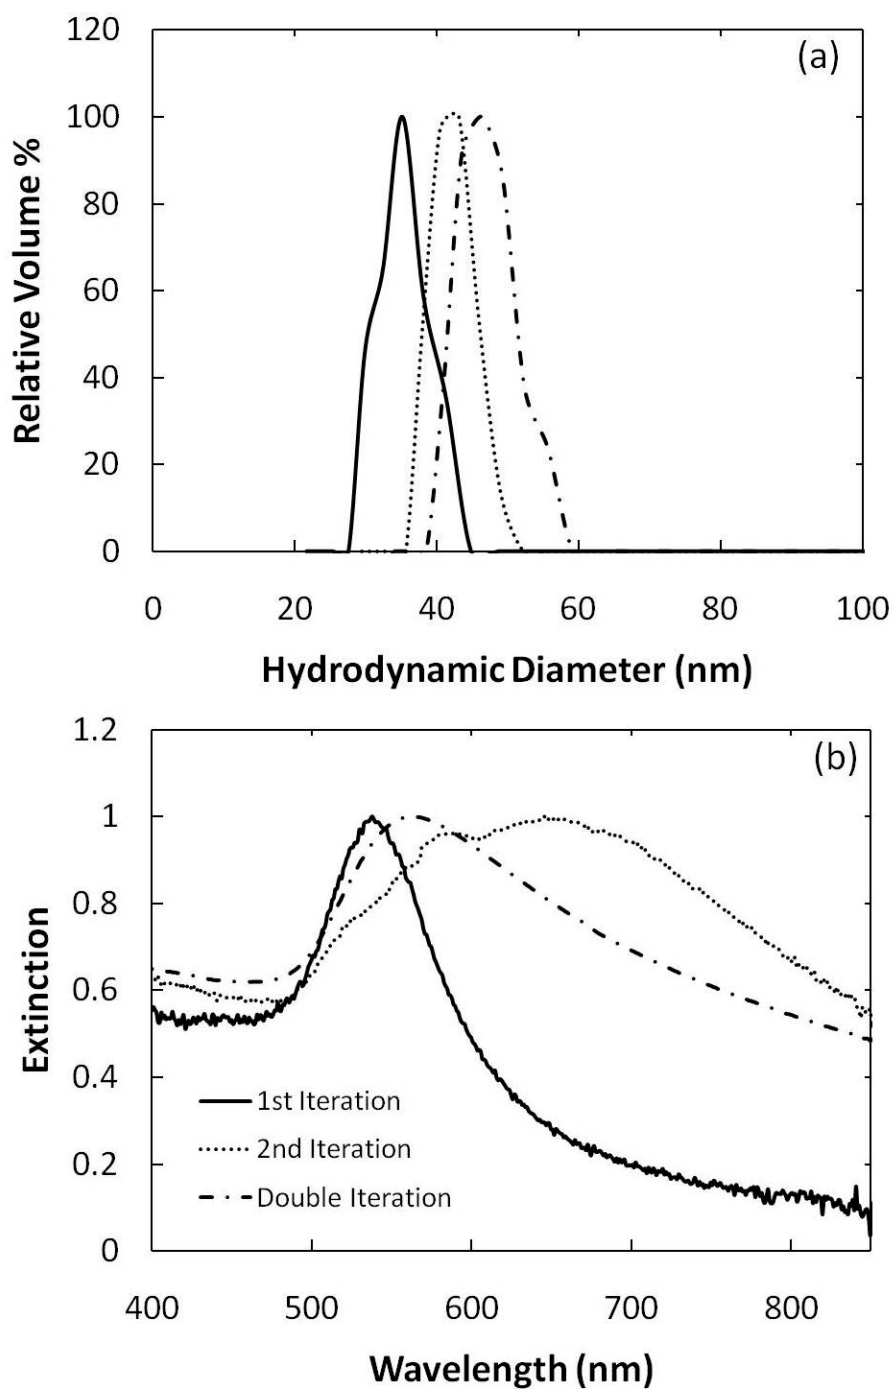 (a)
120
100
80
60
40
20
0
Relative Volume %
0 20 40 60 80 100
Hydrodynamic Diameter (nm)
(b)
1.2
1
0.8
0.6
0.4
0.2
0
Extinction
1st Iteration
2nd Iteration
Double Iteration
400 500 600 700 800
Wavelength (nm)